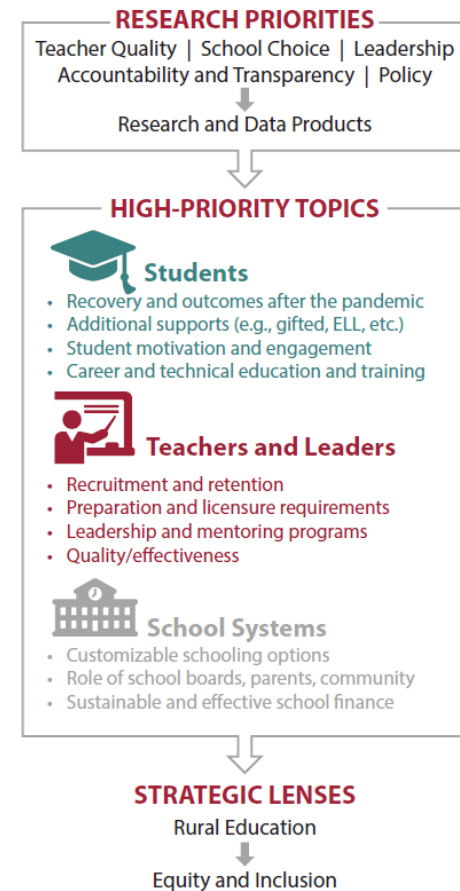 RESEARCH PRIORITIES
Teacher Quality | School Choice | Leadership
Accountability and Transparency | Policy
Research and Data Products
HIGH-PRIORITY TOPICS
Students
• Recovery and outcomes after the pandemic
• Additional supports (e.g., gifted, ELL, etc.)
• Student motivation and engagement
• Career and technical education and training
Teachers and Leaders
• Recruitment and retention
• Preparation and licensure requirements
• Leadership and mentoring programs
• Quality/effectiveness
School Systems
• Customizable schooling options
• Role of school boards, parents, community
• Sustainable and effective school finance
STRATEGIC LENSES
Rural Education
Equity and Inclusion